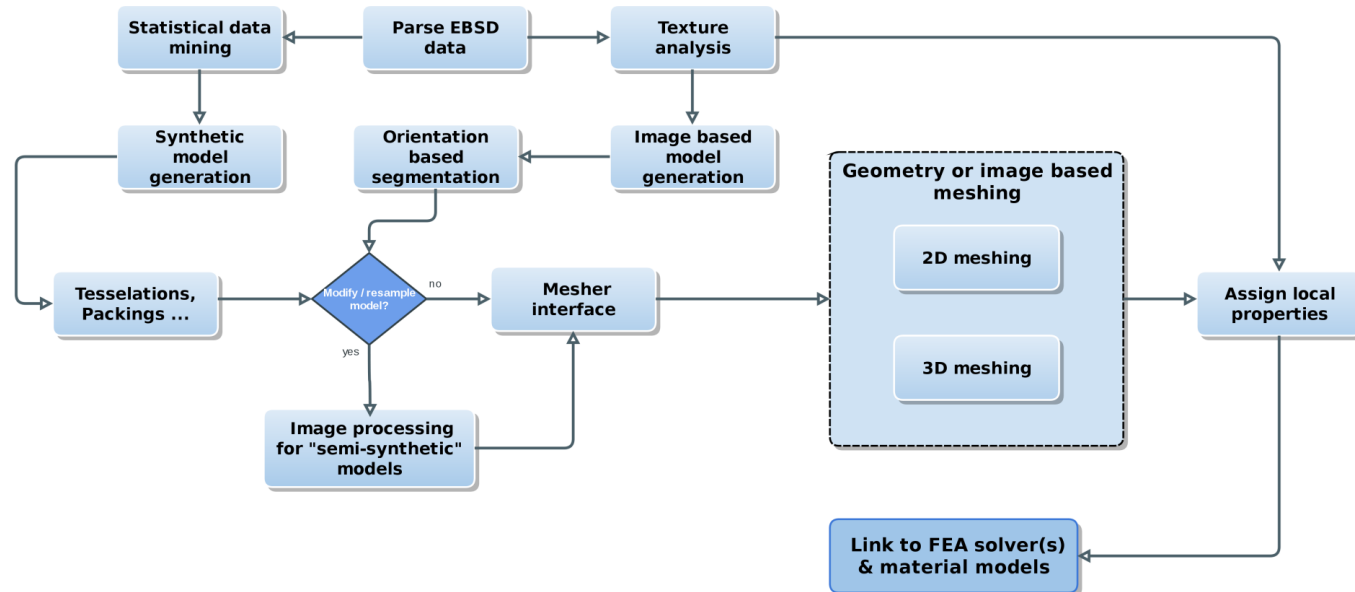 Statistical data
mining
Parse EBSD
data
Texture
analysis
Synthetic
model
generation
Orientation
based
segmentation
Image based
model
generation
Geometry or image based
meshing
2D meshing
3D meshing
Tesselations,
Packings ...
Modify / resample
model?
no
yes
Mesher
interface
Assign local
properties
Image processing
for "semi-synthetic"
models
Link to FEA solver(s)
& material models